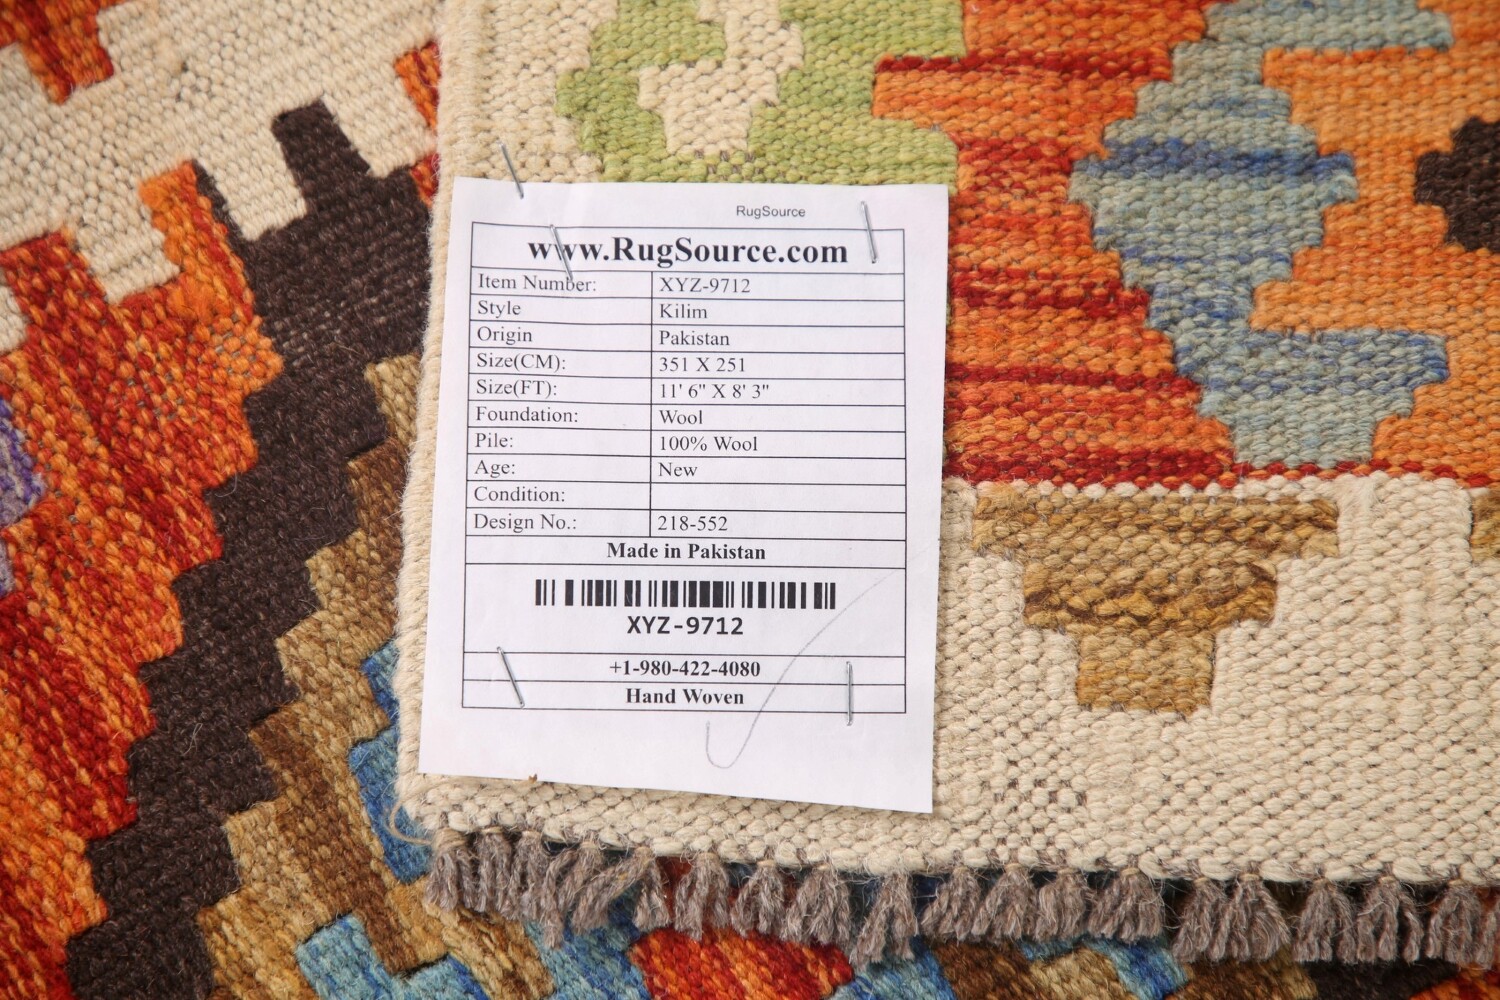 RugSource
www.RugSource.com
Item Number: XYZ-9712
Style Kilim
Origin Pakistan
Size(CM): 351 X 251
Size(FT): 11' 6" X 8' 3"
Foundation: Wool
Pile: 100% Wool
Age: New
Condition:
Design No.: 218-552
Made in Pakistan
XYZ-9712
+1-980-422-4080
Hand Woven